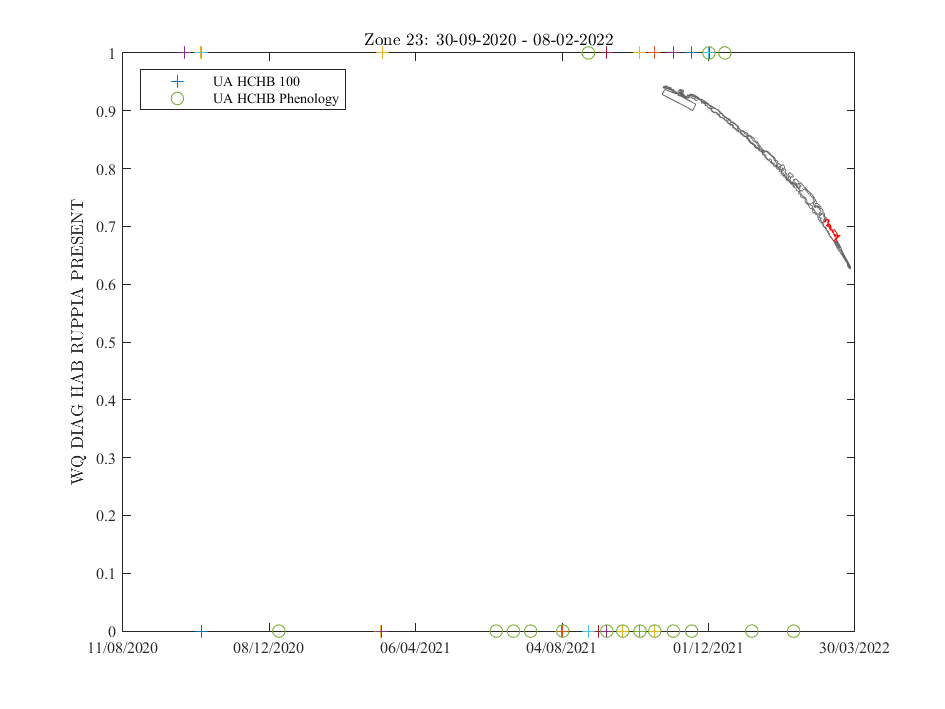 Zone 23: 30-09-2020 - 08-02-2022
1
UA HCHB 100
UA HCHB Phenology
0.9
0.8
0.7
0.6
0.5
0.4
0.3
0.2
0.1
0
WQ DIAG HAB RUPPIA PRESENT
11/08/2020 08/12/2020 06/04/2021 04/08/2021 01/12/2021 30/03/2022